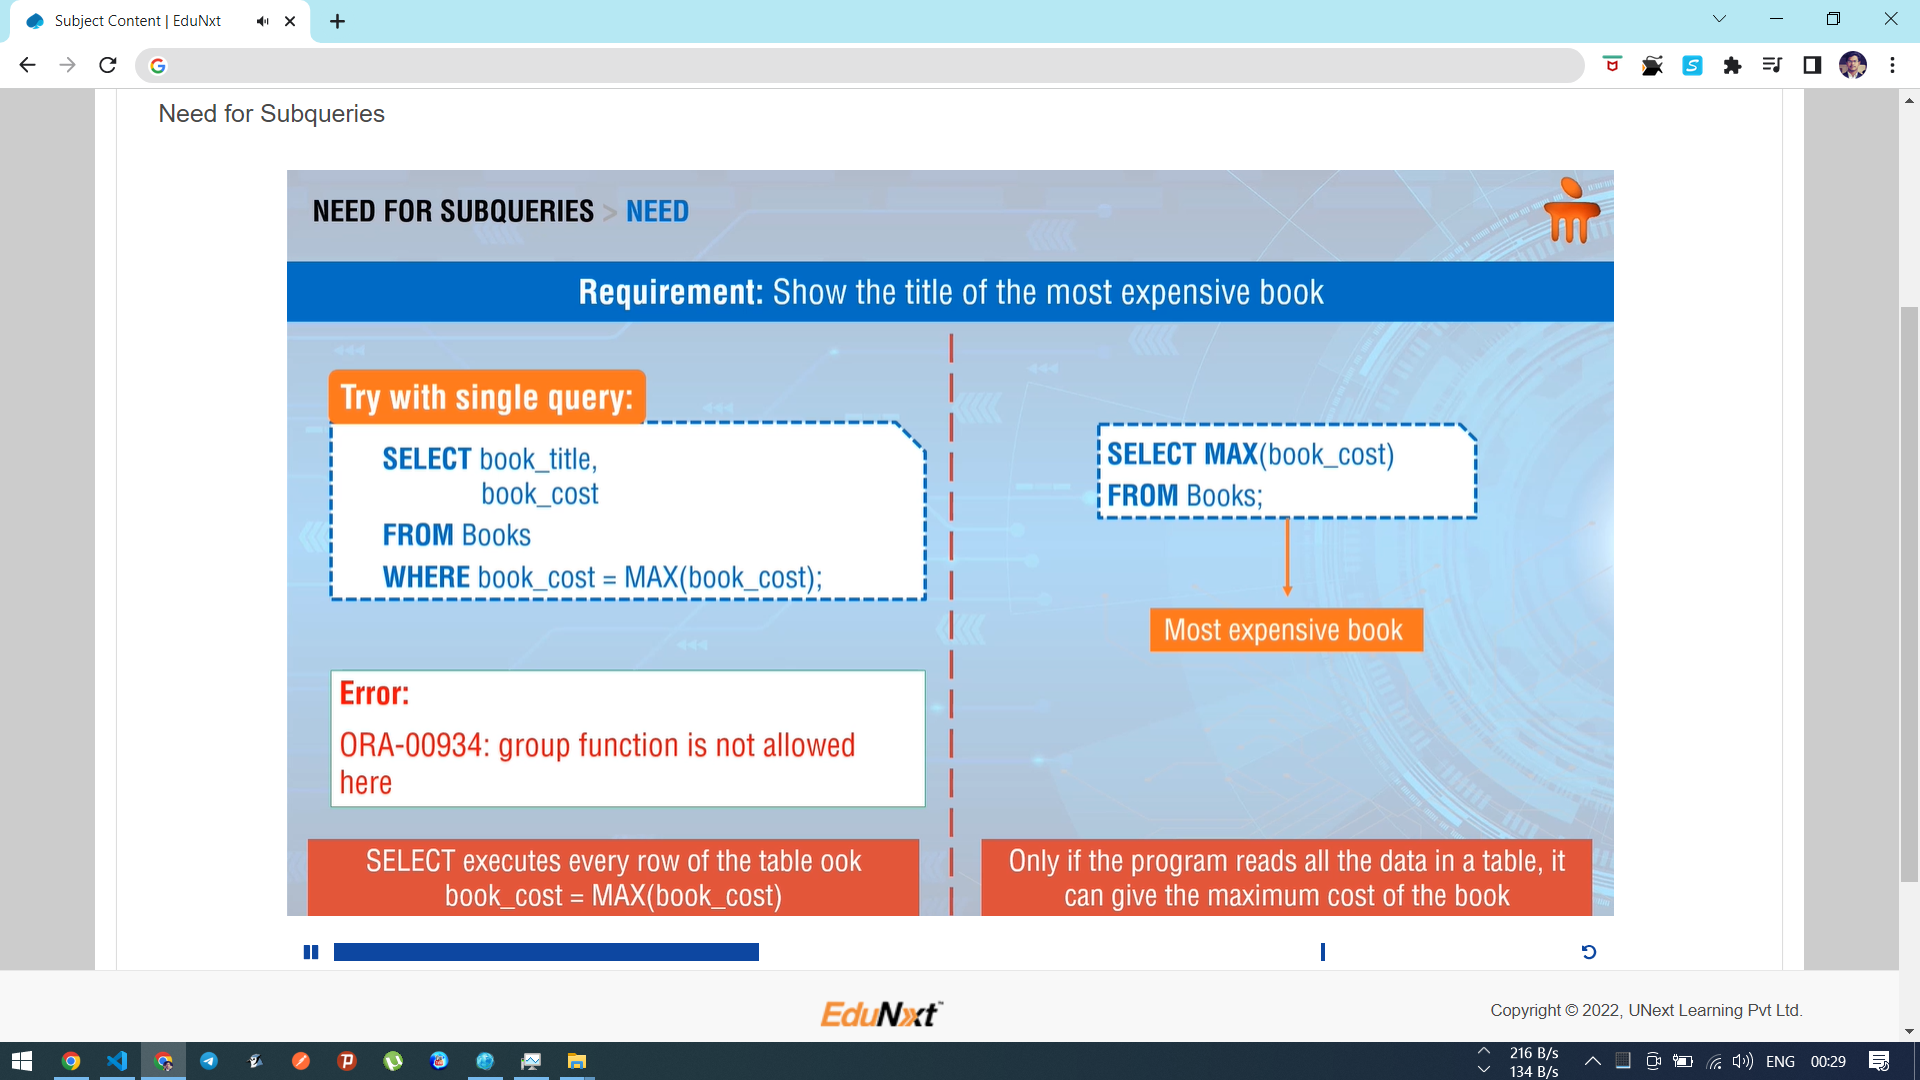 Subject Content | EduNxt
Need for Subqueries
NEED FOR SUBQUERIES > NEED
Requirement: Show the title of the most expensive book
Try with single query:
SELECT book_title,
book_cost
FROM Books
WHERE book_cost = MAX(book_cost);
Error:
ORA-00934: group function is not allowed
here
SELECT executes every row of the table ook
book_cost = MAX(book_cost)
SELECT MAX(book_cost)
FROM Books;
Most expensive book
Only if the program reads all the data in a table, it
can give the maximum cost of the book
EduNxt
Copyright © 2022, UNext Learning Pvt Ltd.
216 B/s
134 B/s
ENG
00:29